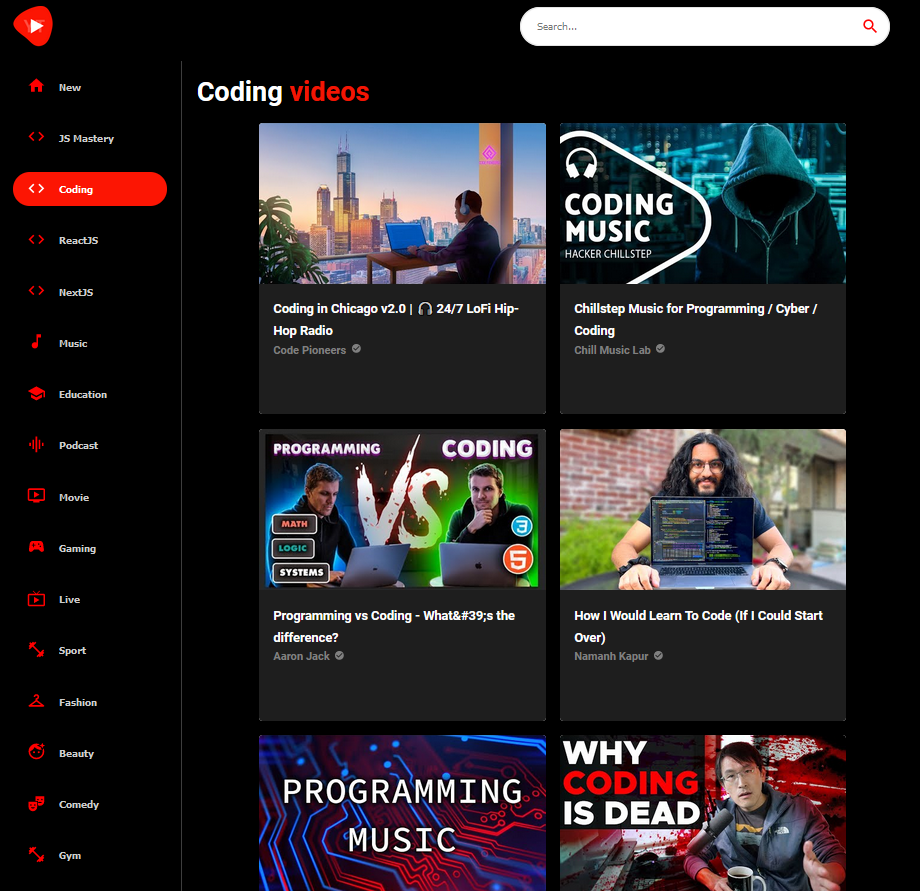 Search...
New
JS Mastery
Coding
ReactJS
NextJS
Music
Education
Podcast
Movie
Gaming
Live
Sport
Fashion
Beauty
Comedy
Gym
Coding videos
Coding in Chicago v2.0 | 🎧 24/7 LoFi Hip-
Hop Radio
Code Pioneers
CODING
MUSIC
HACKER CHILLSTEP
Chillstep Music for Programming / Cyber /
Coding
Chill Music Lab
PROGRAMMING
VS
CODING
MATH
LOGIC
SYSTEMS
3
5
Programming vs Coding - What&#39;s the
difference?
Aaron Jack
How I Would Learn To Code (If I Could Start
Over)
Namanh Kapur
PROGRAMMING
MUSIC
WHY
CODING
IS DEAD